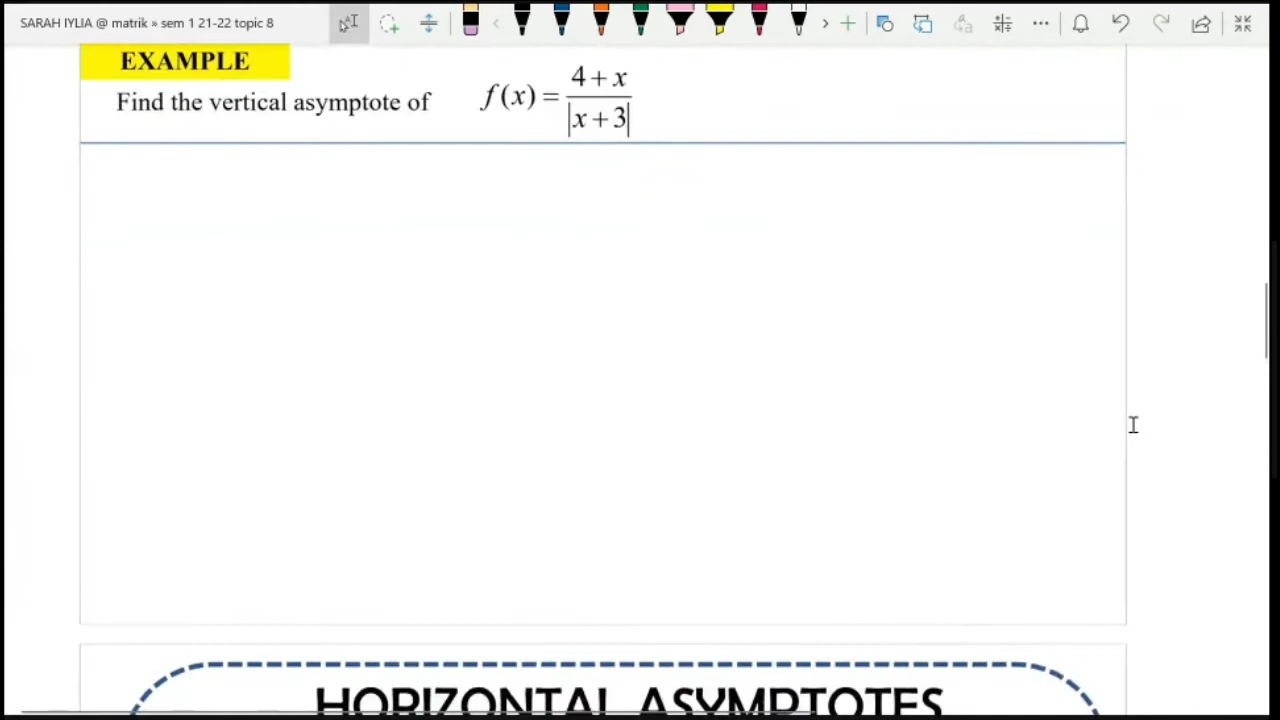 SARAH IYLIA @ matrik » sem 1 21-22 topic 8
EXAMPLE
Find the vertical asymptote of f(x) = \frac{4+x}{|x+3|}
HORIZONTAL ASYMPTOTES